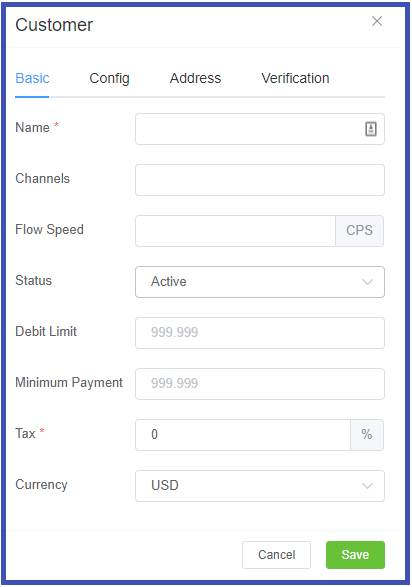 Customer
Basic Config Address Verification
Name *
Channels
Flow Speed CPS
Status Active
Debit Limit 999.999
Minimum Payment 999.999
Tax * 0 %
Currency USD
Cancel Save